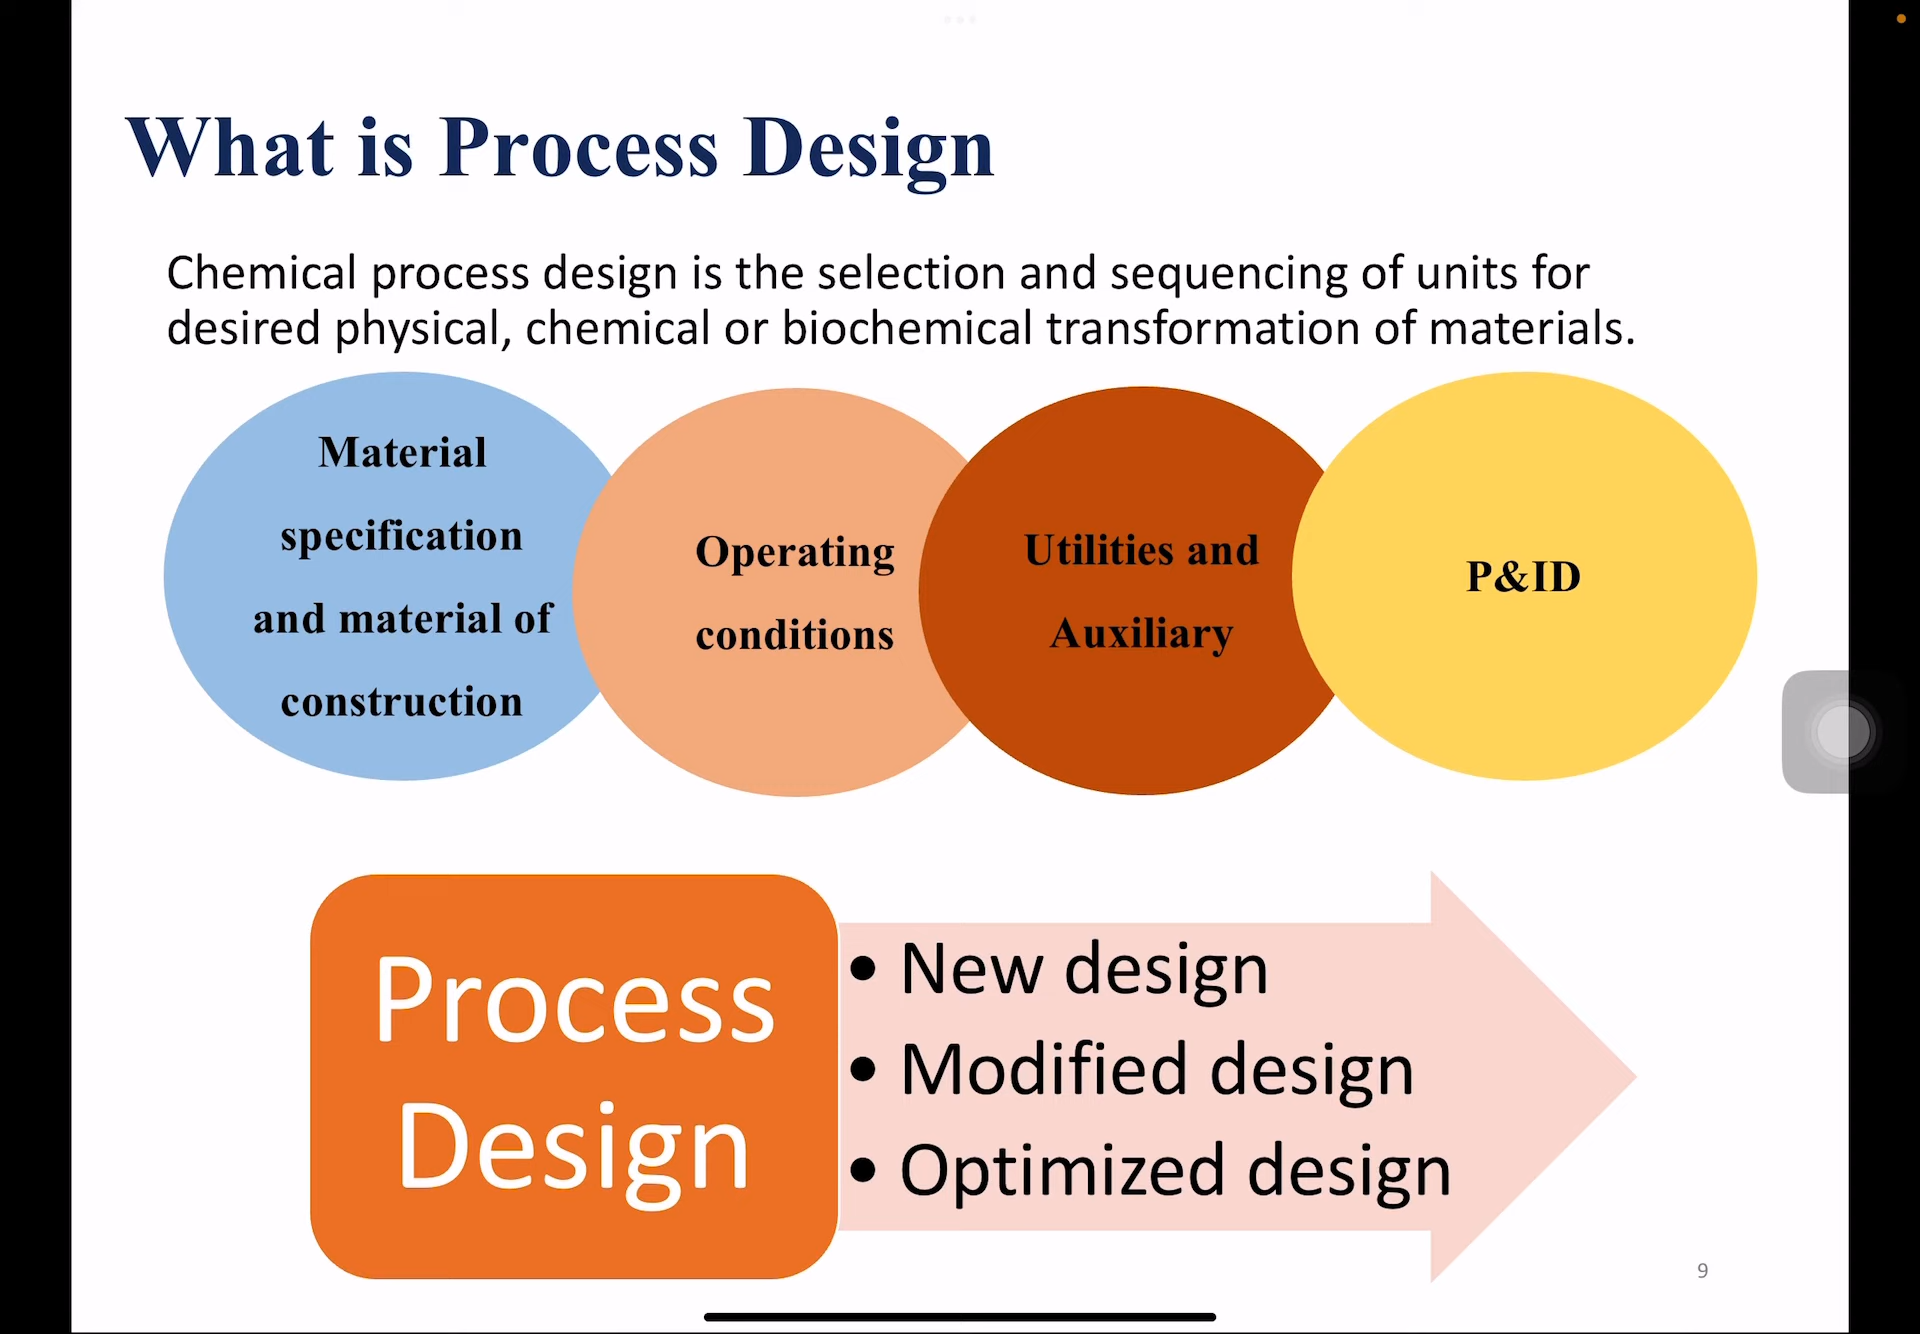 What is Process Design
Chemical process design is the selection and sequencing of units for
desired physical, chemical or biochemical transformation of materials.
Material
specification
and material of
construction
Operating
conditions
Utilities and
Auxiliary
P&ID
Process
Design
• New design
• Modified design
• Optimized design
9